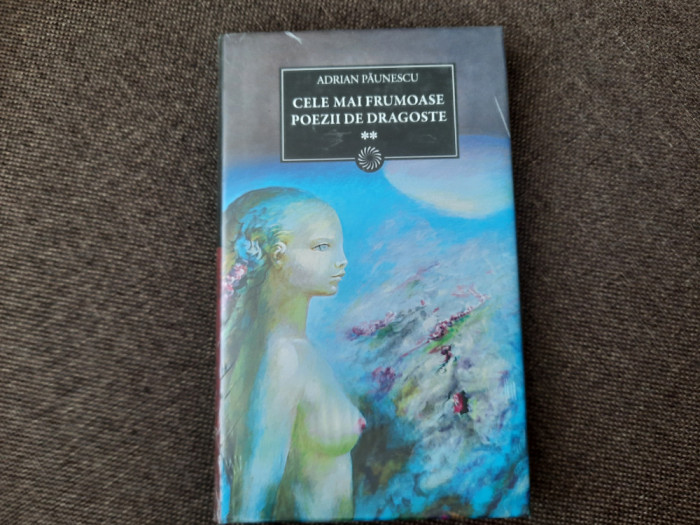 ADRIAN PĂUNESCU
CELE MAI FRUMOASE
POEZII DE DRAGOSTE
**